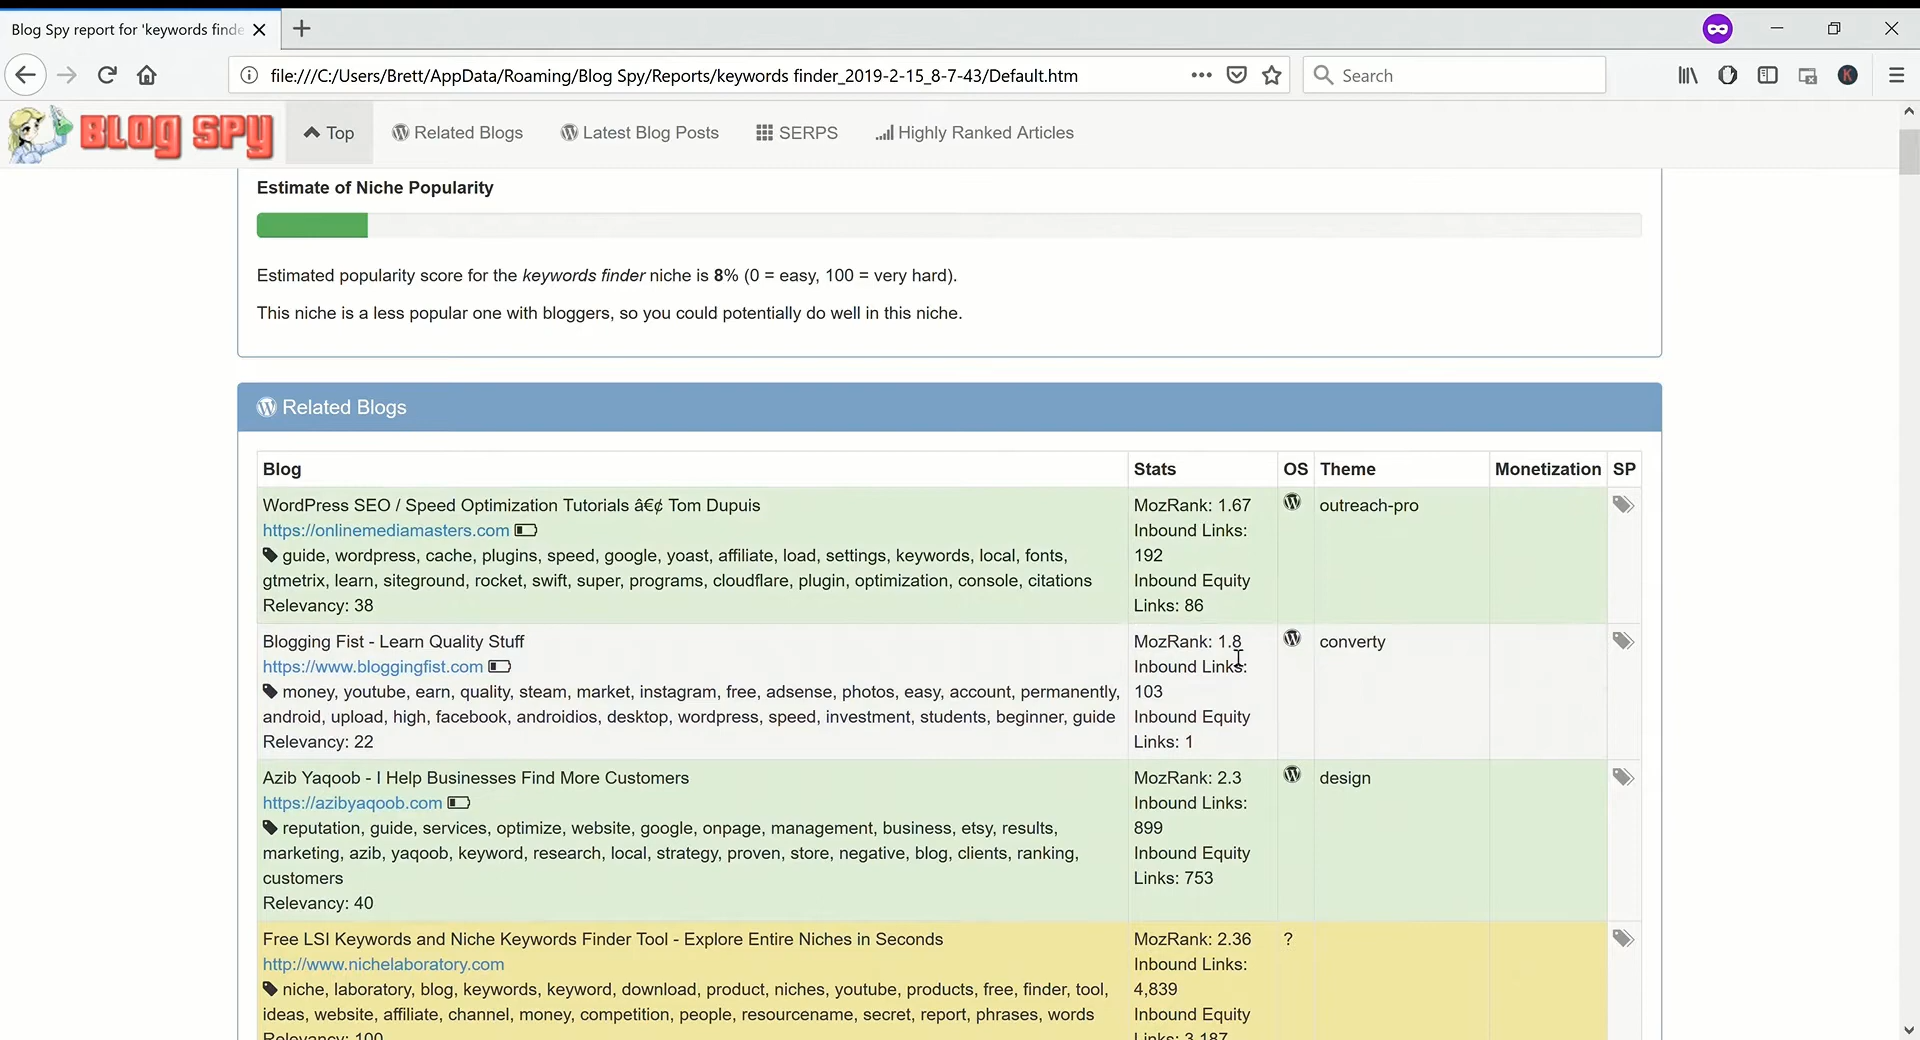 Blog Spy report for 'keywords finde
file:///C:/Users/Brett/AppData/Roaming/Blog Spy/Reports/keywords finder_2019-2-15_8-7-43/Default.htm
Search
K
BLOG SPY
Top
Related Blogs
Latest Blog Posts
SERPS
Highly Ranked Articles
Estimate of Niche Popularity
Estimated popularity score for the keywords finder niche is 8% (0 = easy, 100 = very hard).
This niche is a less popular one with bloggers, so you could potentially do well in this niche.
Related Blogs
Blog Stats OS Theme Monetization SP
WordPress SEO / Speed Optimization Tutorials â€¢ Tom Dupuis
https://onlinemediamasters.com
guide, wordpress, cache, plugins, speed, google, yoast, affiliate, load, settings, keywords, local, fonts,
gtmetrix, learn, siteground, rocket, swift, super, programs, cloudflare, plugin, optimization, console, citations
Relevancy: 38
MozRank: 1.67
Inbound Links:
192
Inbound Equity
Links: 86
outreach-pro
Blogging Fist - Learn Quality Stuff
https://www.bloggingfist.com
money, youtube, earn, quality, steam, market, instagram, free, adsense, photos, easy, account, permanently,
android, upload, high, facebook, androidios, desktop, wordpress, speed, investment, students, beginner, guide
Relevancy: 22
MozRank: 1.8
Inbound Links:
103
Inbound Equity
Links: 1
converty
Azib Yaqoob - I Help Businesses Find More Customers
https://azibyaqoob.com
reputation, guide, services, optimize, website, google, onpage, management, business, etsy, results,
marketing, azib, yaqoob, keyword, research, local, strategy, proven, store, negative, blog, clients, ranking,
customers
Relevancy: 40
MozRank: 2.3
Inbound Links:
899
Inbound Equity
Links: 753
design
Free LSI Keywords and Niche Keywords Finder Tool - Explore Entire Niches in Seconds
http://www.nichelaboratory.com
niche, laboratory, blog, keywords, keyword, download, product, niches, youtube, products, free, finder, tool,
ideas, website, affiliate, channel, money, competition, people, resourcename, secret, report, phrases, words
Relevancy: 100
MozRank: 2.36
Inbound Links:
4,839
Inbound Equity
Links: 3,187
?